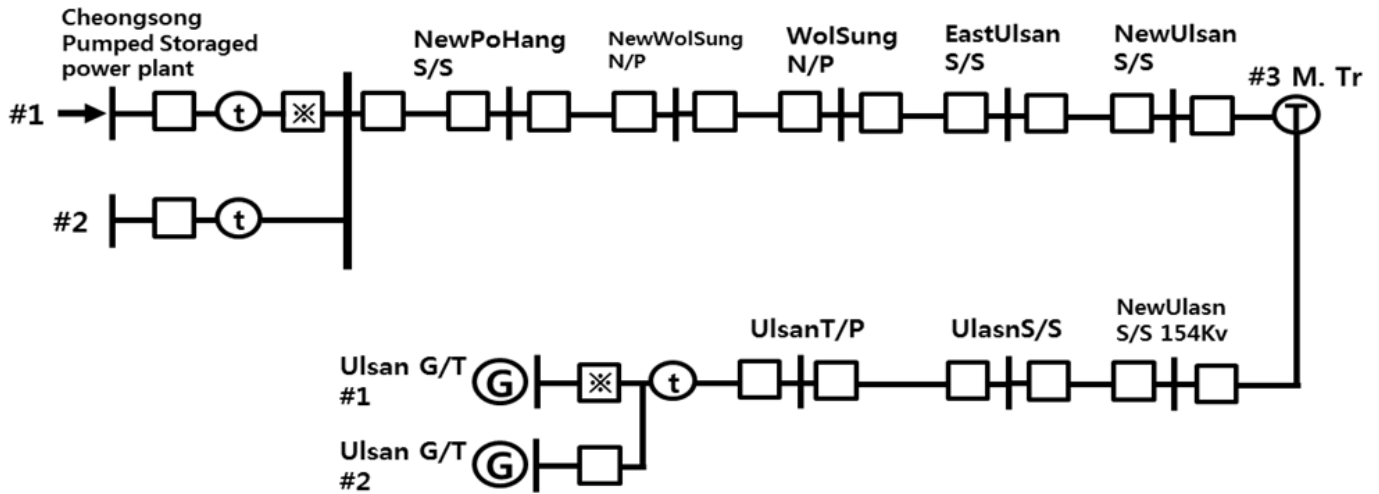 Cheongsong
Pumped Storaged
power plant
NewPoHang
S/S
NewWolSung
N/P
WolSung
N/P
EastUlsan
S/S
NewUlsan
S/S
#3 M. Tr
#1
t
※
T
#2
t
UlsanT/P
UlasnS/S
NewUlasn
S/S 154Kv
Ulsan G/T
#1
G
※
t
Ulsan G/T
#2
G